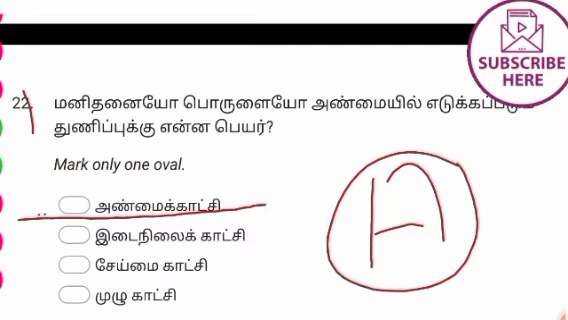 SUBSCRIBE
HERE
22. மனிதனையோ பொருளையோ அண்மையில் எடுக்கப்படும்
துணிப்புக்கு என்ன பெயர்?
Mark only one oval.
அண்மைக்காட்சி
இடைநிலைக் காட்சி
சேய்மை காட்சி
முழு காட்சி
A